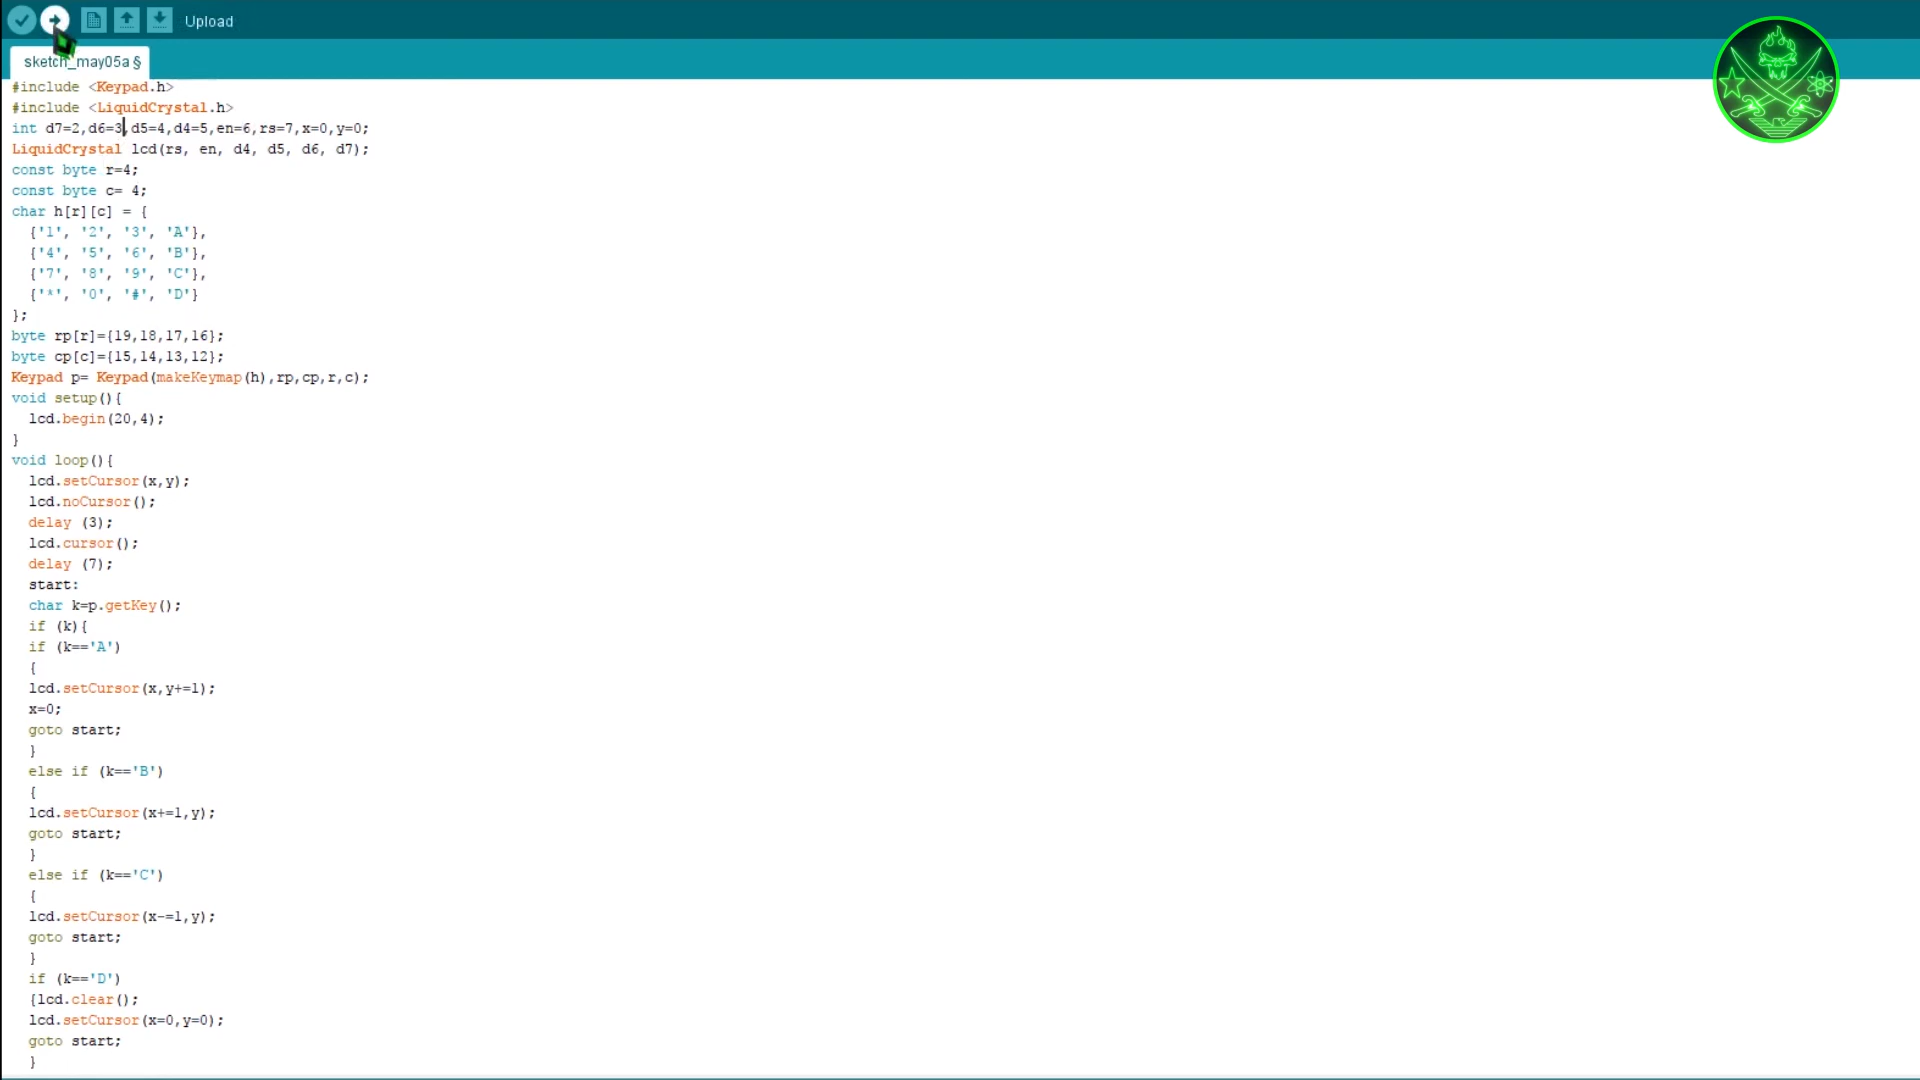 Upload
sketch_may05a §
#include <Keypad.h>
#include <LiquidCrystal.h>
int d7=2,d6=3,d5=4,d4=5,en=6,rs=7,x=0,y=0;
LiquidCrystal lcd(rs, en, d4, d5, d6, d7);
const byte r=4;
const byte c= 4;
char h[r][c] = {
  {'1', '2', '3', 'A'},
  {'4', '5', '6', 'B'},
  {'7', '8', '9', 'C'},
  {'*', '0', '#', 'D'}
};
byte rp[r]={19,18,17,16};
byte cp[c]={15,14,13,12};
Keypad p= Keypad(makeKeymap(h),rp,cp,r,c);
void setup(){
  lcd.begin(20,4);
}
void loop(){
  lcd.setCursor(x,y);
  lcd.noCursor();
  delay (3);
  lcd.cursor();
  delay (7);
  start:
  char k=p.getKey();
  if (k){
  if (k=='A')
  {
  lcd.setCursor(x,y+=1);
  x=0;
  goto start;
  }
  else if (k=='B')
  {
  lcd.setCursor(x+=1,y);
  goto start;
  }
  else if (k=='C')
  {
  lcd.setCursor(x-=1,y);
  goto start;
  }
  if (k=='D')
  {lcd.clear();
  lcd.setCursor(x=0,y=0);
  goto start;
  }